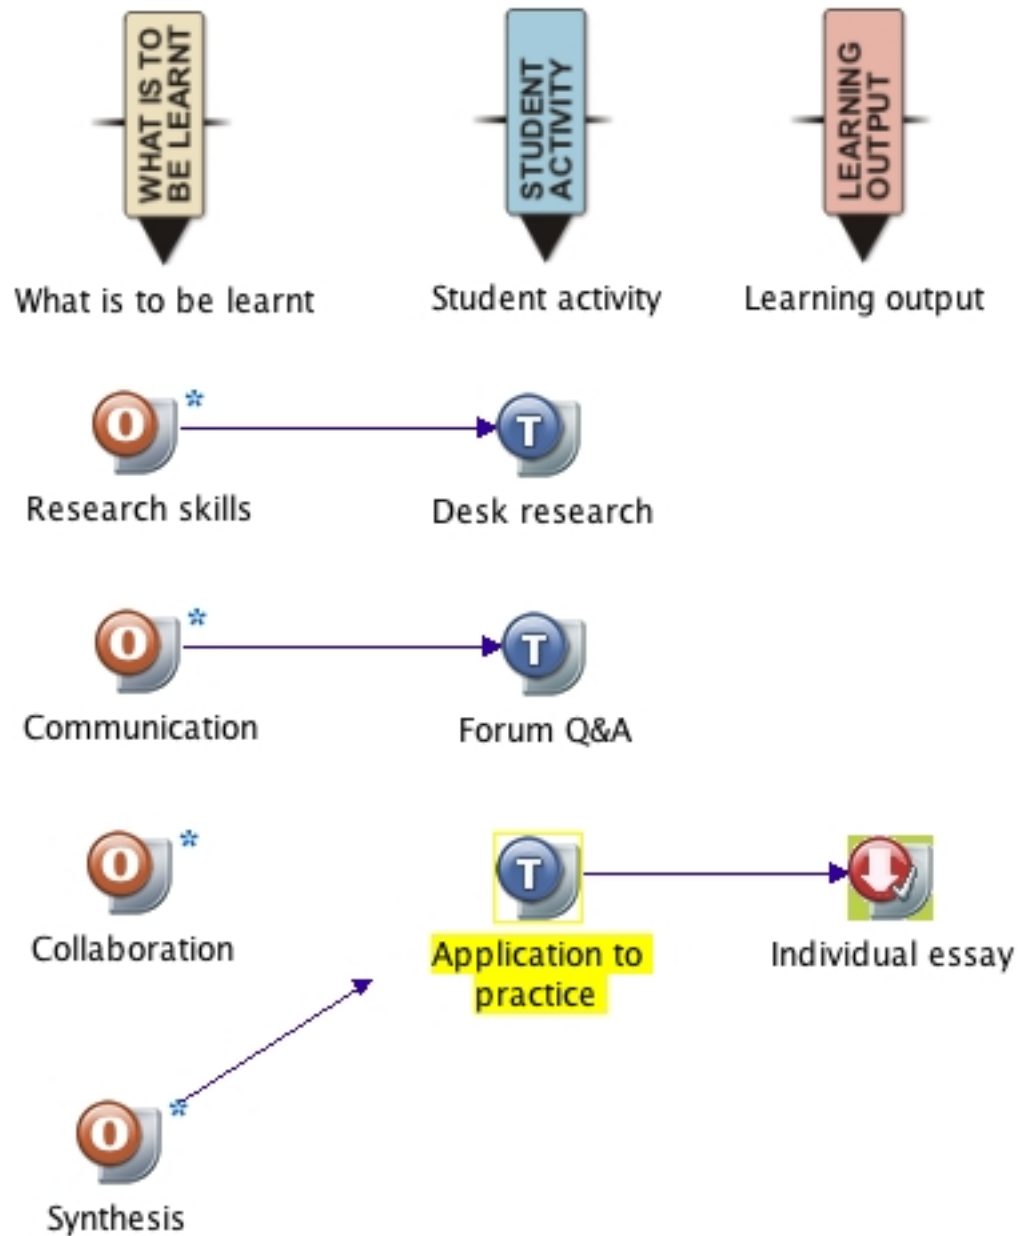 WHAT IS TO
BE LEARNT
STUDENT
ACTIVITY
LEARNING
OUTPUT
What is to be learnt
Student activity
Learning output
O *
T
Research skills
Desk research
O *
T
Communication
Forum Q&A
O *
T
Collaboration
Application to
practice
Individual essay
O *
Synthesis